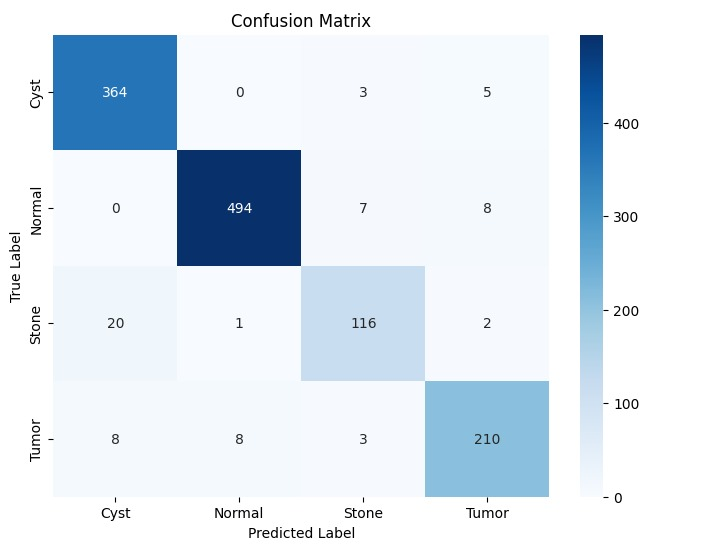 Confusion Matrix
Cyst 364 0 3 5
Normal 0 494 7 8
Stone 20 1 116 2
Tumor 8 8 3 210
Cyst Normal Stone Tumor
Predicted Label
True Label
400
300
200
100
0